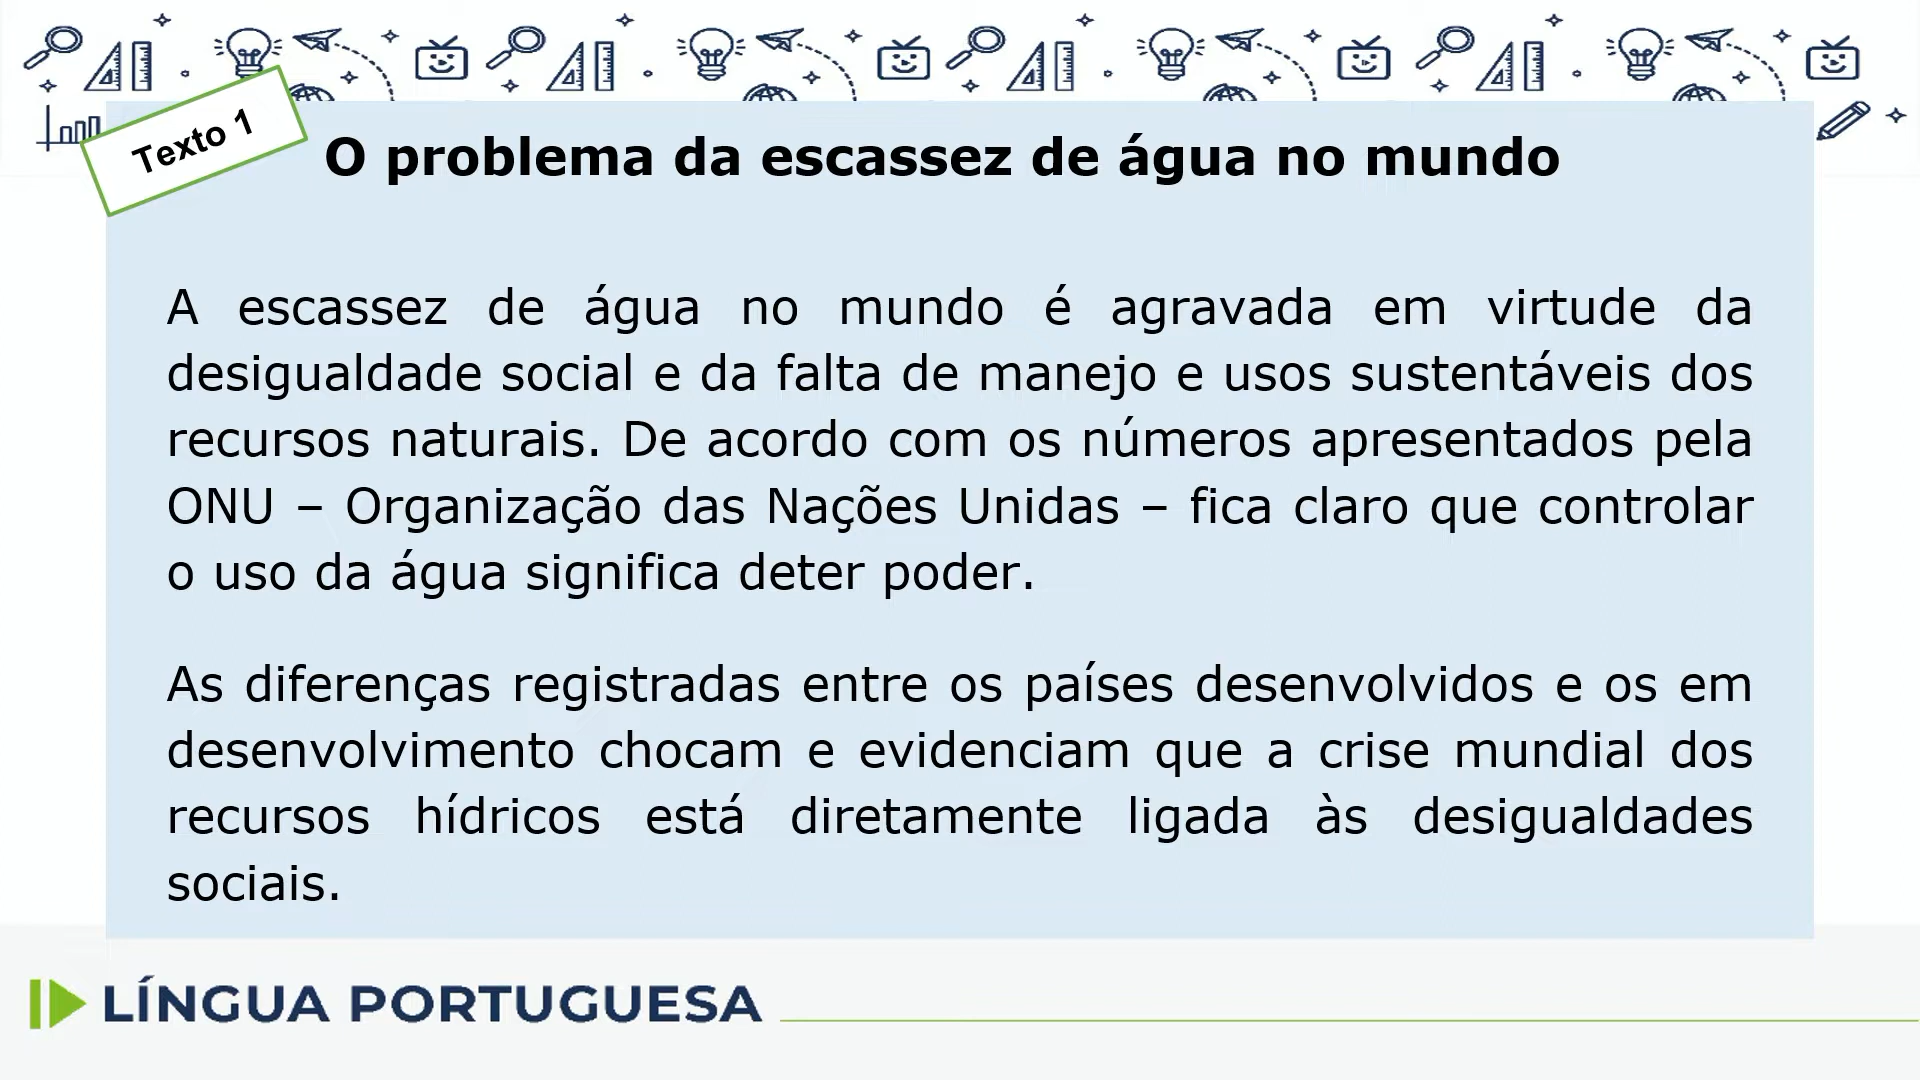 Texto 1
O problema da escassez de água no mundo
A escassez de água no mundo é agravada em virtude da
desigualdade social e da falta de manejo e usos sustentáveis dos
recursos naturais. De acordo com os números apresentados pela
ONU – Organização das Nações Unidas – fica claro que controlar
o uso da água significa deter poder.
As diferenças registradas entre os países desenvolvidos e os em
desenvolvimento chocam e evidenciam que a crise mundial dos
recursos hídricos está diretamente ligada às desigualdades
sociais.
LÍNGUA PORTUGUESA